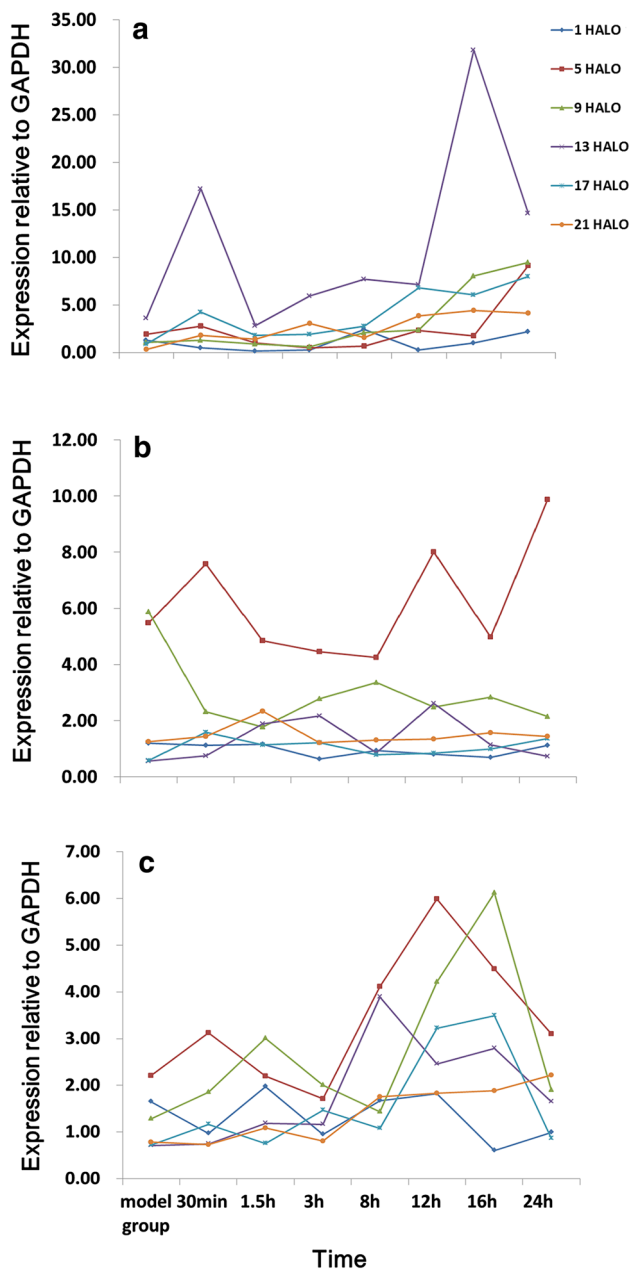 a
Expression relative to GAPDH
35.00
30.00
25.00
20.00
15.00
10.00
5.00
0.00
1 HALO
5 HALO
9 HALO
13 HALO
17 HALO
21 HALO
b
Expression relative to GAPDH
12.00
10.00
8.00
6.00
4.00
2.00
0.00
c
Expression relative to GAPDH
7.00
6.00
5.00
4.00
3.00
2.00
1.00
0.00
model 30min 1.5h 3h 8h 12h 16h 24h
group
Time